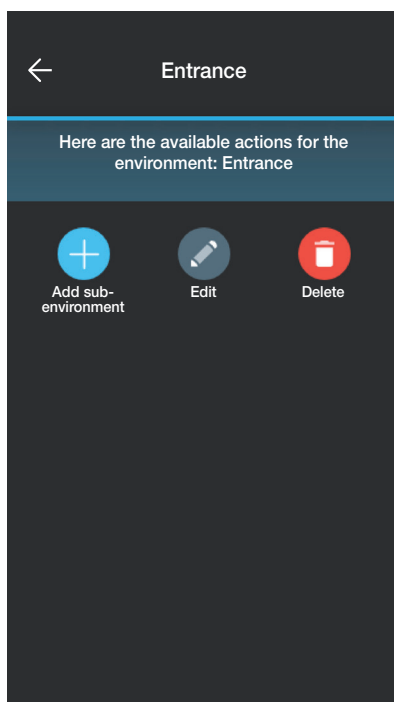 Entrance
Here are the available actions for the
environment: Entrance
Add sub-
environment
Edit
Delete